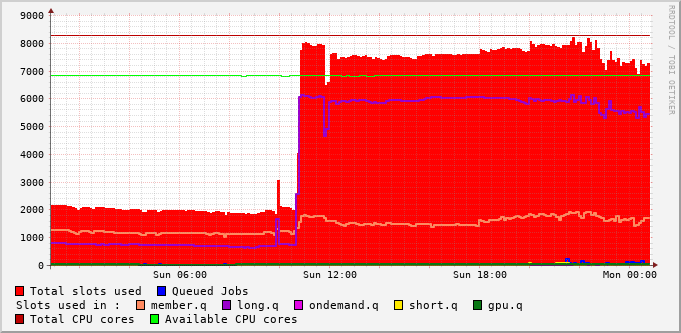 9000
8000
7000
6000
5000
4000
3000
2000
1000
0
Sun 06:00 Sun 12:00 Sun 18:00 Mon 00:00
RRDTOOL / TOBI OETIKER
Total slots used Queued Jobs
Slots used in : member.q long.q ondemand.q short.q gpu.q
Total CPU cores Available CPU cores